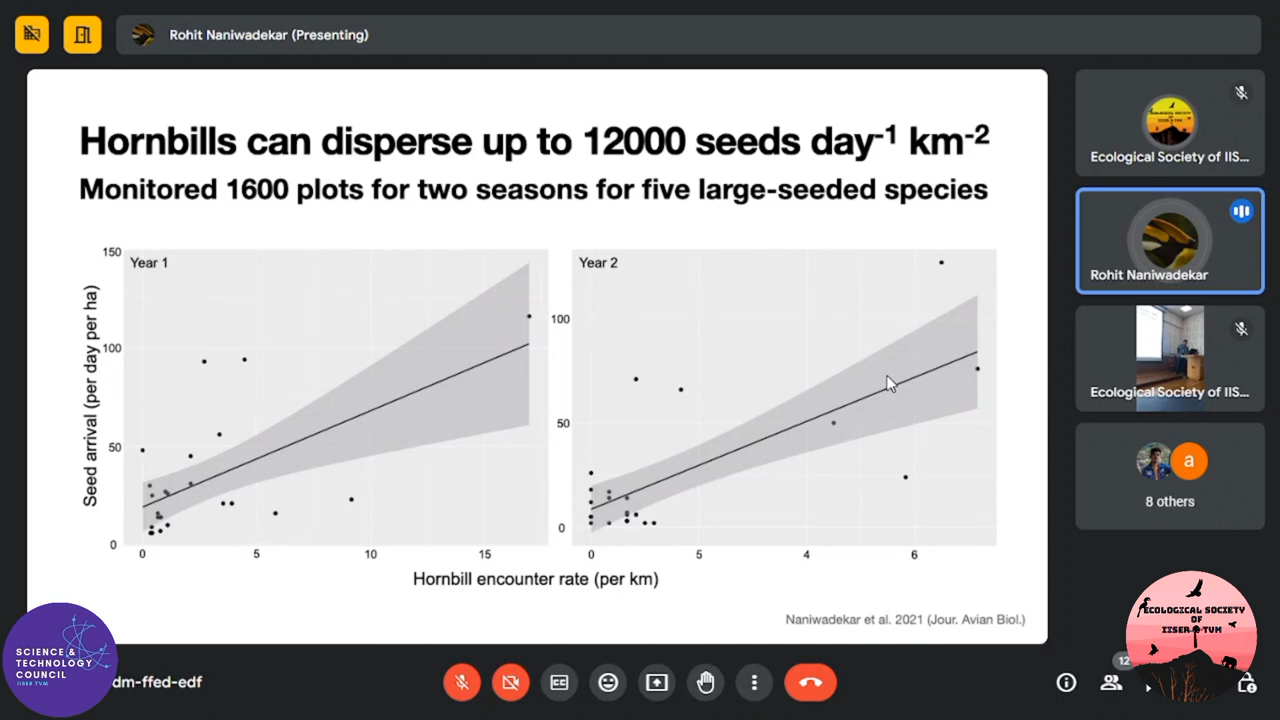 Rohit Naniwadekar (Presenting)
Hornbills can disperse up to 12000 seeds day-1 km-2
Monitored 1600 plots for two seasons for five large-seeded species
Seed arrival (per day per ha)
150
100
50
0
Year 1
0 5 10 15
100
50
0
Year 2
0 5 4 6
Hornbill encounter rate (per km)
Naniwadekar et al. 2021 (Jour. Avian Biol.)
Ecological Society of IIS...
Rohit Naniwadekar
Ecological Society of IIS...
a
8 others
SCIENCE &
TECHNOLOGY
COUNCIL
IISER TVM
dm-ffed-edf
CC
12
ECOLOGICAL SOCIETY
OF
IISER TVM